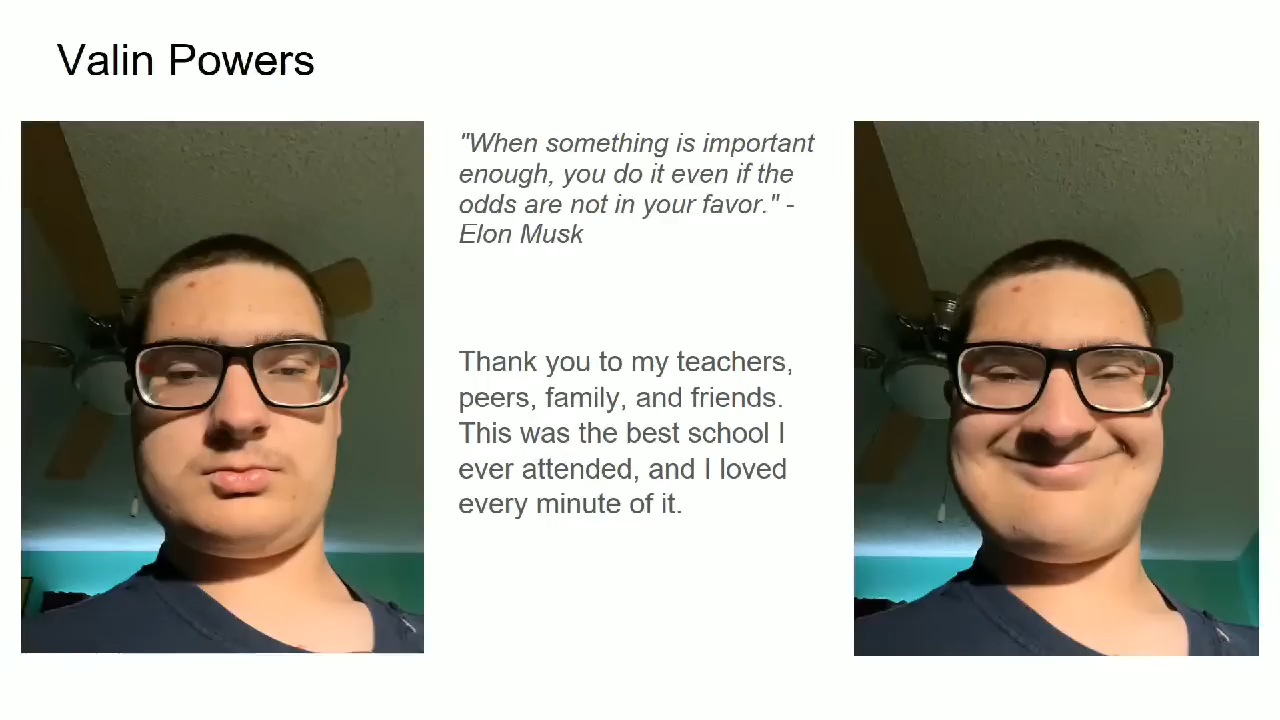 Valin Powers
"When something is important
enough, you do it even if the
odds are not in your favor." -
Elon Musk
Thank you to my teachers,
peers, family, and friends.
This was the best school I
ever attended, and I loved
every minute of it.